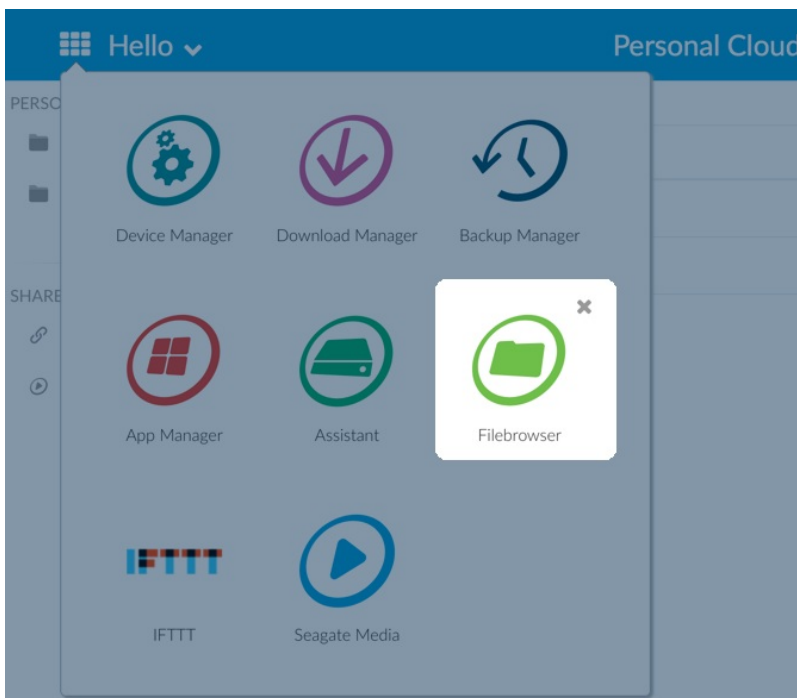 Hello
Personal Cloud
PERSO
Device Manager
Download Manager
Backup Manager
SHARE
App Manager
Assistant
Filebrowser
IFTTT
IFTTT
Seagate Media